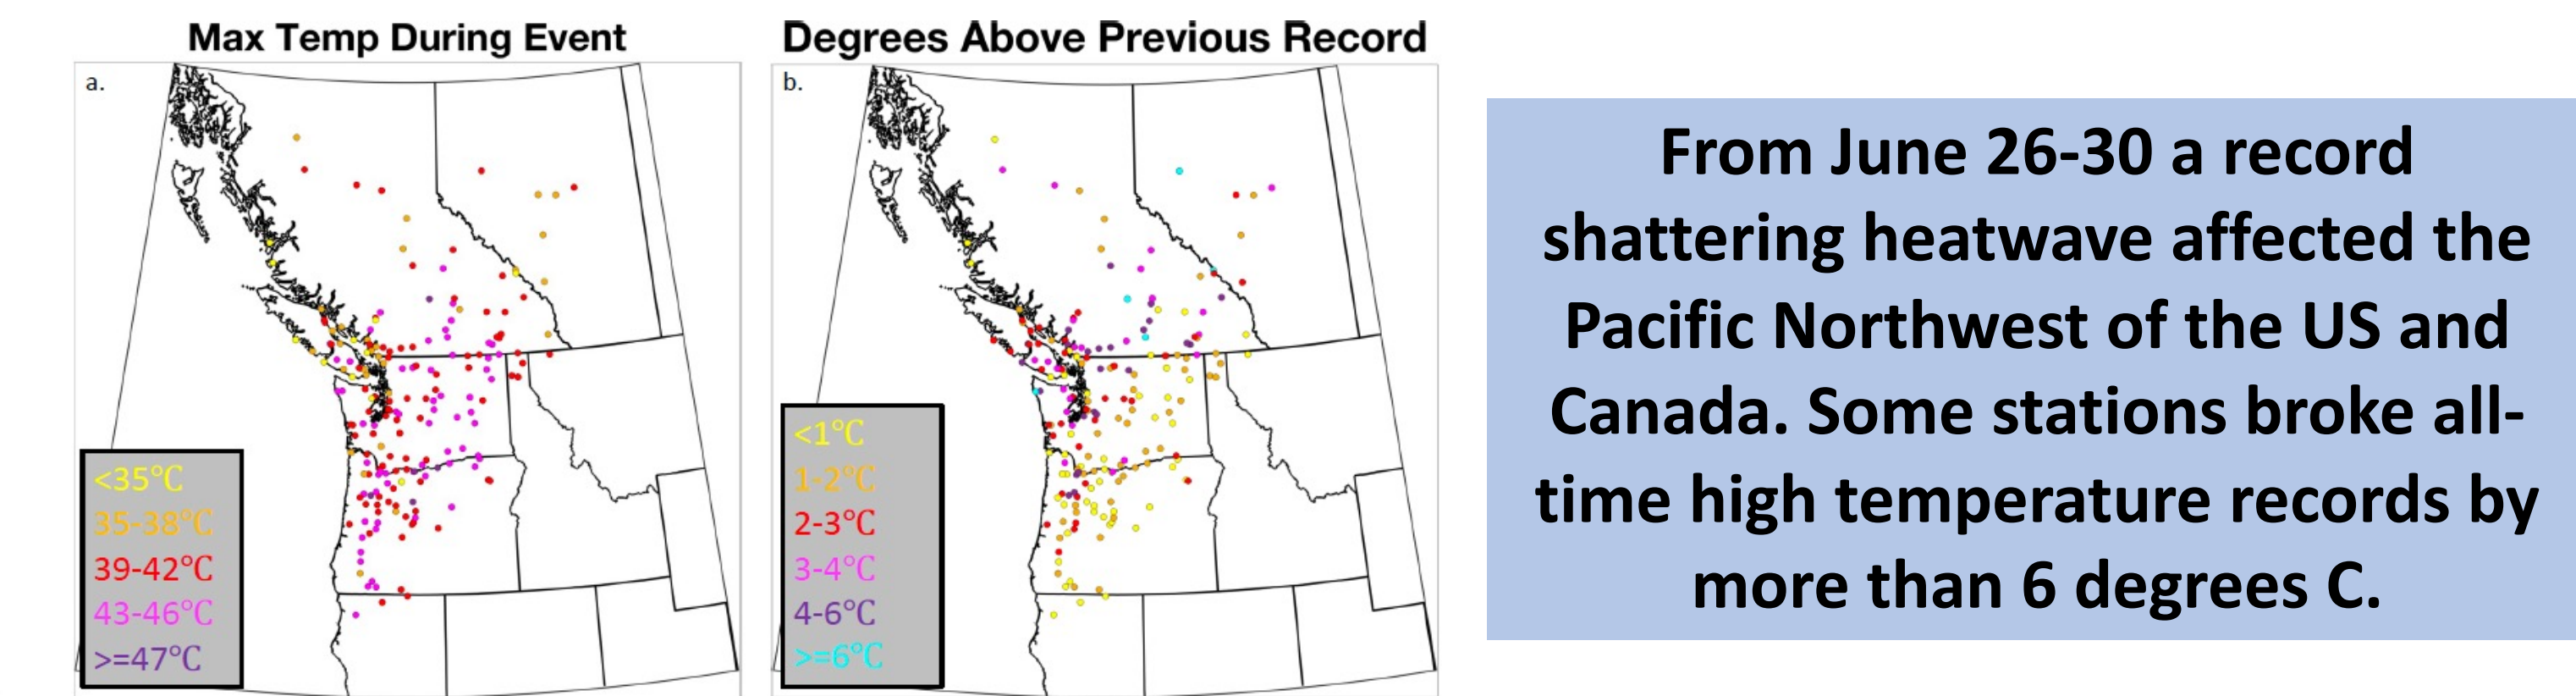 Max Temp During Event
a.
<35°C
35-38°C
39-42°C
43-46°C
>=47°C
Degrees Above Previous Record
b.
<1°C
1-2°C
2-3°C
3-4°C
4-6°C
>=6°C
From June 26-30 a record
shattering heatwave affected the
Pacific Northwest of the US and
Canada. Some stations broke all-
time high temperature records by
more than 6 degrees C.